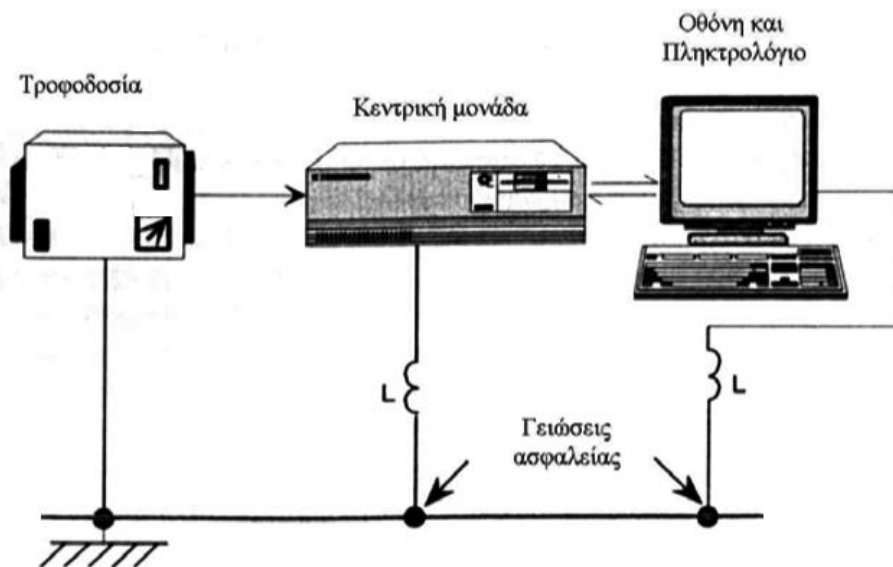 Οθόνη και
Πληκτρολόγιο
Τροφοδοσία
Κεντρική μονάδα
L
L
Γειώσεις
ασφαλείας